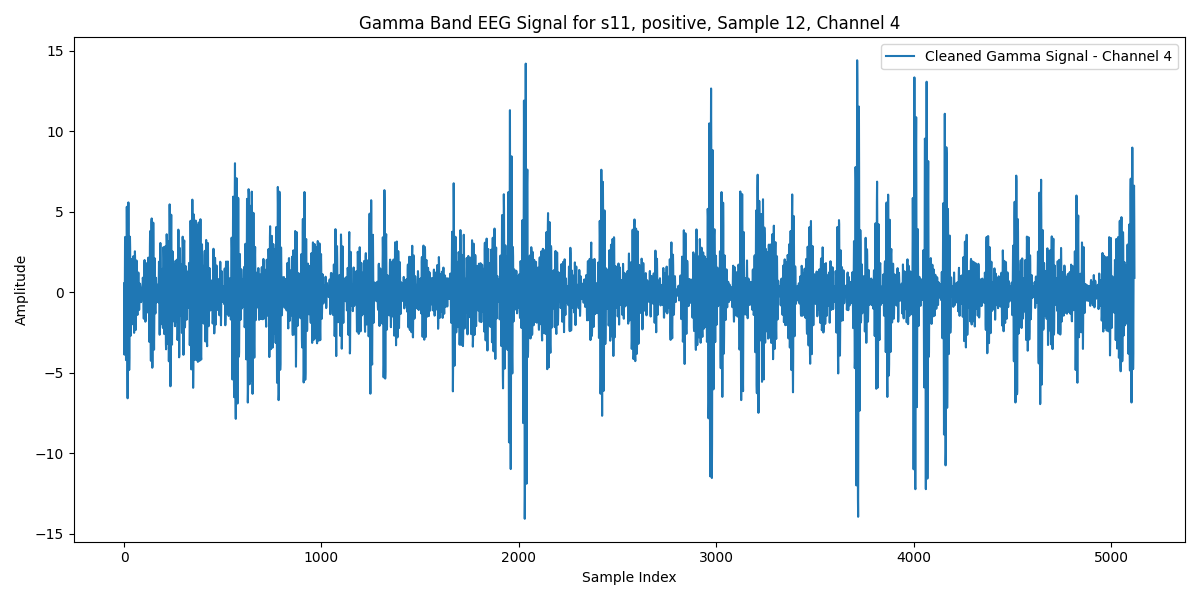 Gamma Band EEG Signal for s11, positive, Sample 12, Channel 4
Cleaned Gamma Signal - Channel 4
15
10
5
0
−5
−10
−15
Amplitude
0 1000 2000 3000 4000 5000
Sample Index